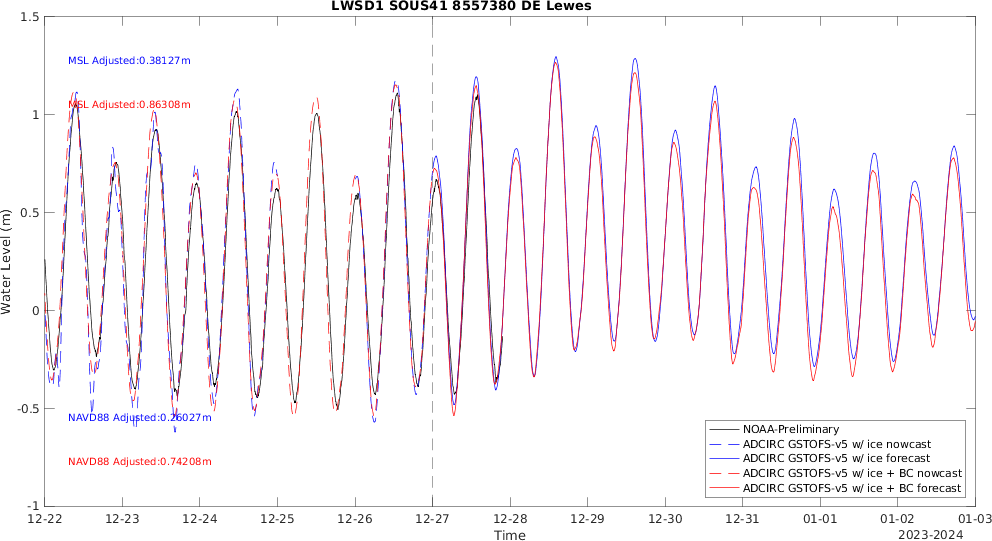 LWSD1 SOUS41 8557380 DE Lewes
1.5
1
0.5
0
-0.5
-1
Water Level (m)
MSL Adjusted:0.38127m
MSL Adjusted:0.86308m
NAVD88 Adjusted:0.26027m
NAVD88 Adjusted:0.74208m
NOAA-Preliminary
ADCIRC GSTOFS-v5 w/ ice nowcast
ADCIRC GSTOFS-v5 w/ ice forecast
ADCIRC GSTOFS-v5 w/ ice + BC nowcast
ADCIRC GSTOFS-v5 w/ ice + BC forecast
12-22 12-23 12-24 12-25 12-26 12-27 12-28 12-29 12-30 12-31 01-01 01-02 01-03
Time
2023-2024